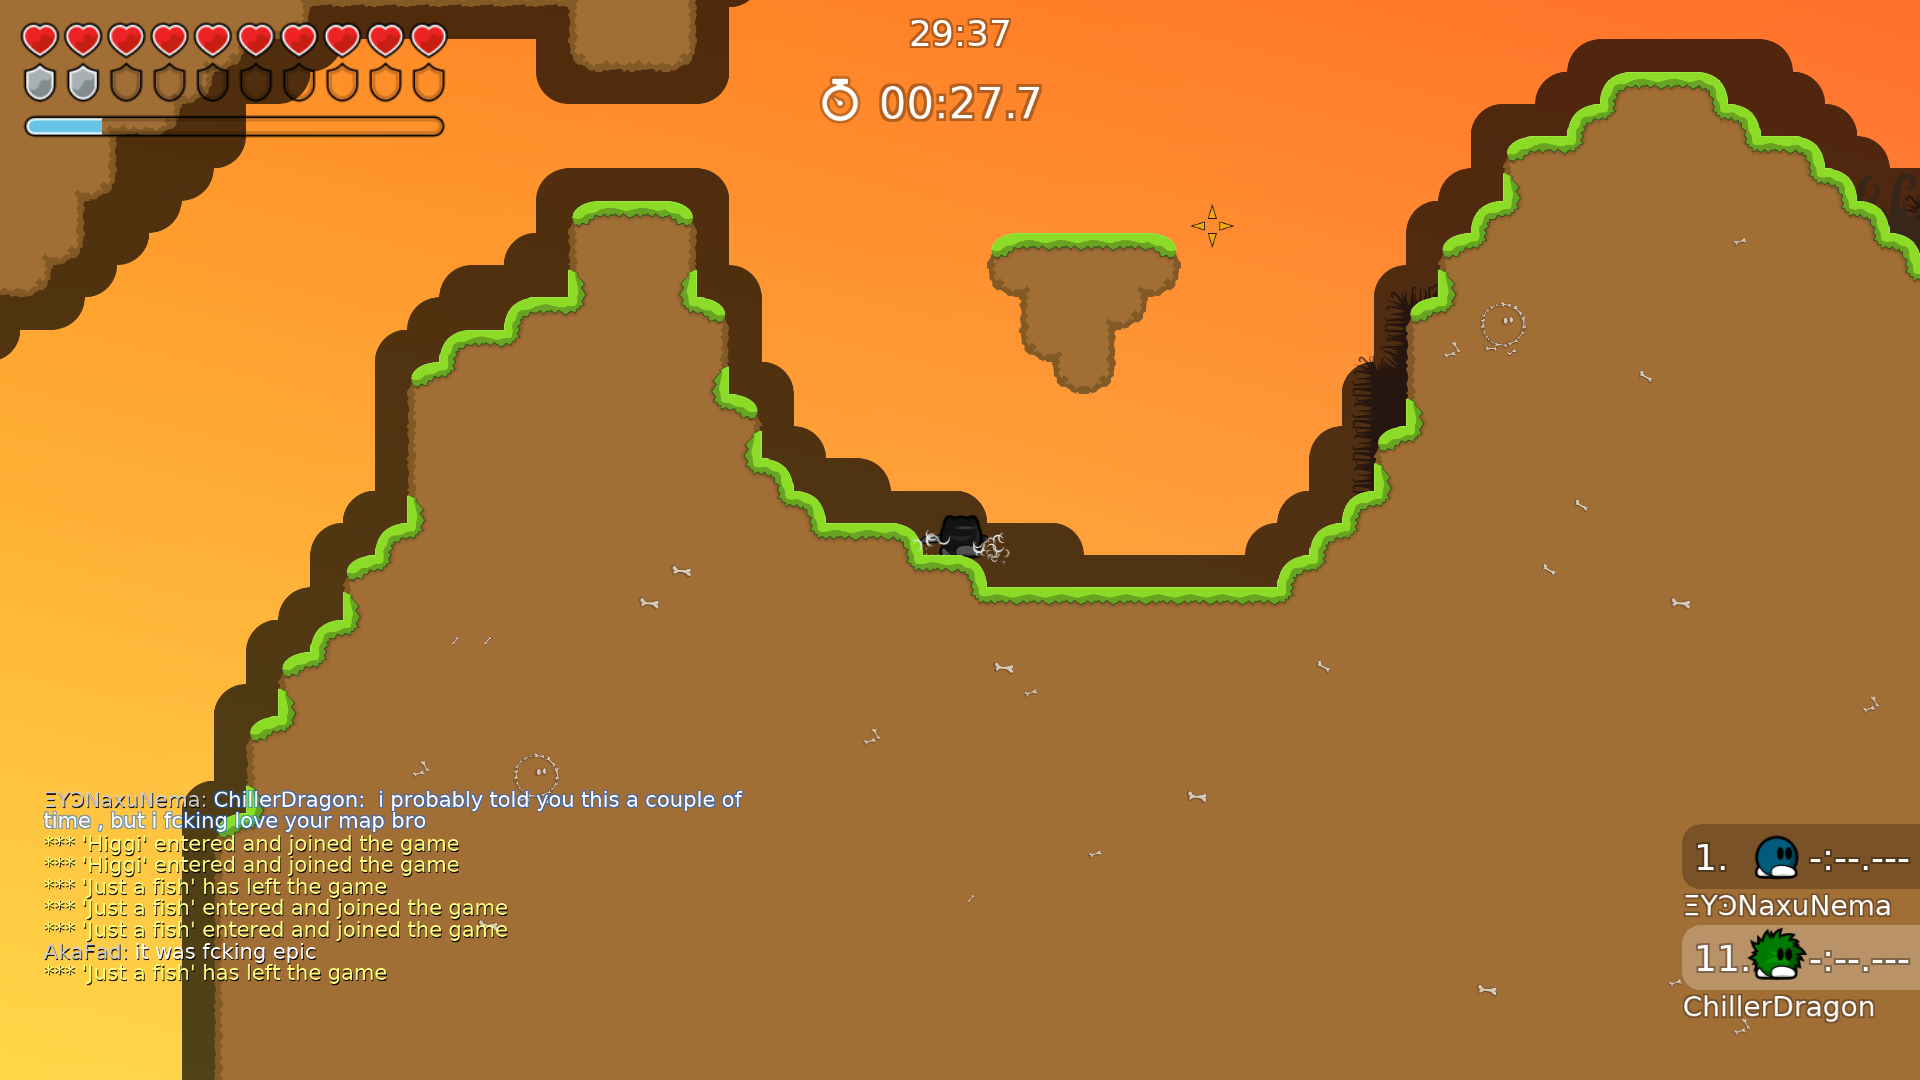 29:37
00:27.7
ΞYϿNaxuNema: ChillerDragon: i probably told you this a couple of
time , but i fcking love your map bro
*** 'Higgi' entered and joined the game
*** 'Higgi' entered and joined the game
*** 'Just a fish' has left the game
*** 'Just a fish' entered and joined the game
*** 'Just a fish' entered and joined the game
AkaFad: it was fcking epic
*** 'Just a fish' has left the game
1. -:--.---
ΞYϿNaxuNema
11. -:--.---
ChillerDragon